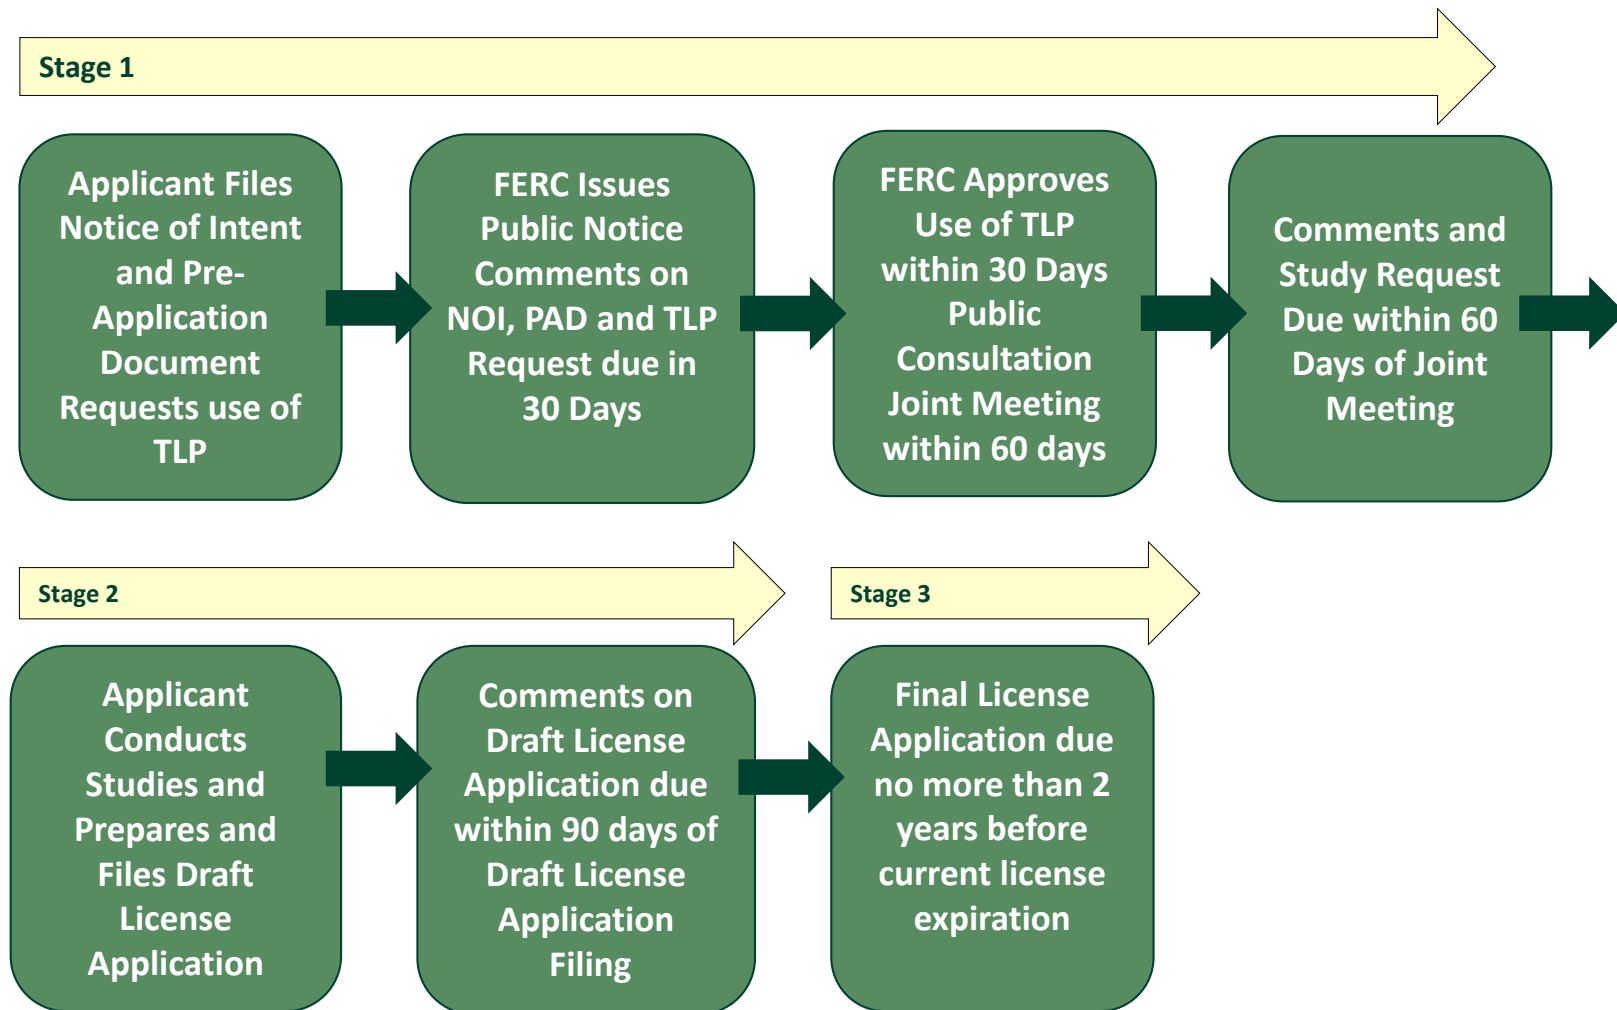 Stage 1
Applicant Files
Notice of Intent
and Pre-
Application
Document
Requests use of
TLP
FERC Issues
Public Notice
Comments on
NOI, PAD and TLP
Request due in
30 Days
FERC Approves
Use of TLP
within 30 Days
Public
Consultation
Joint Meeting
within 60 days
Comments and
Study Request
Due within 60
Days of Joint
Meeting
Stage 2
Applicant
Conducts
Studies and
Prepares and
Files Draft
License
Application
Comments on
Draft License
Application due
within 90 days of
Draft License
Application
Filing
Stage 3
Final License
Application due
no more than 2
years before
current license
expiration